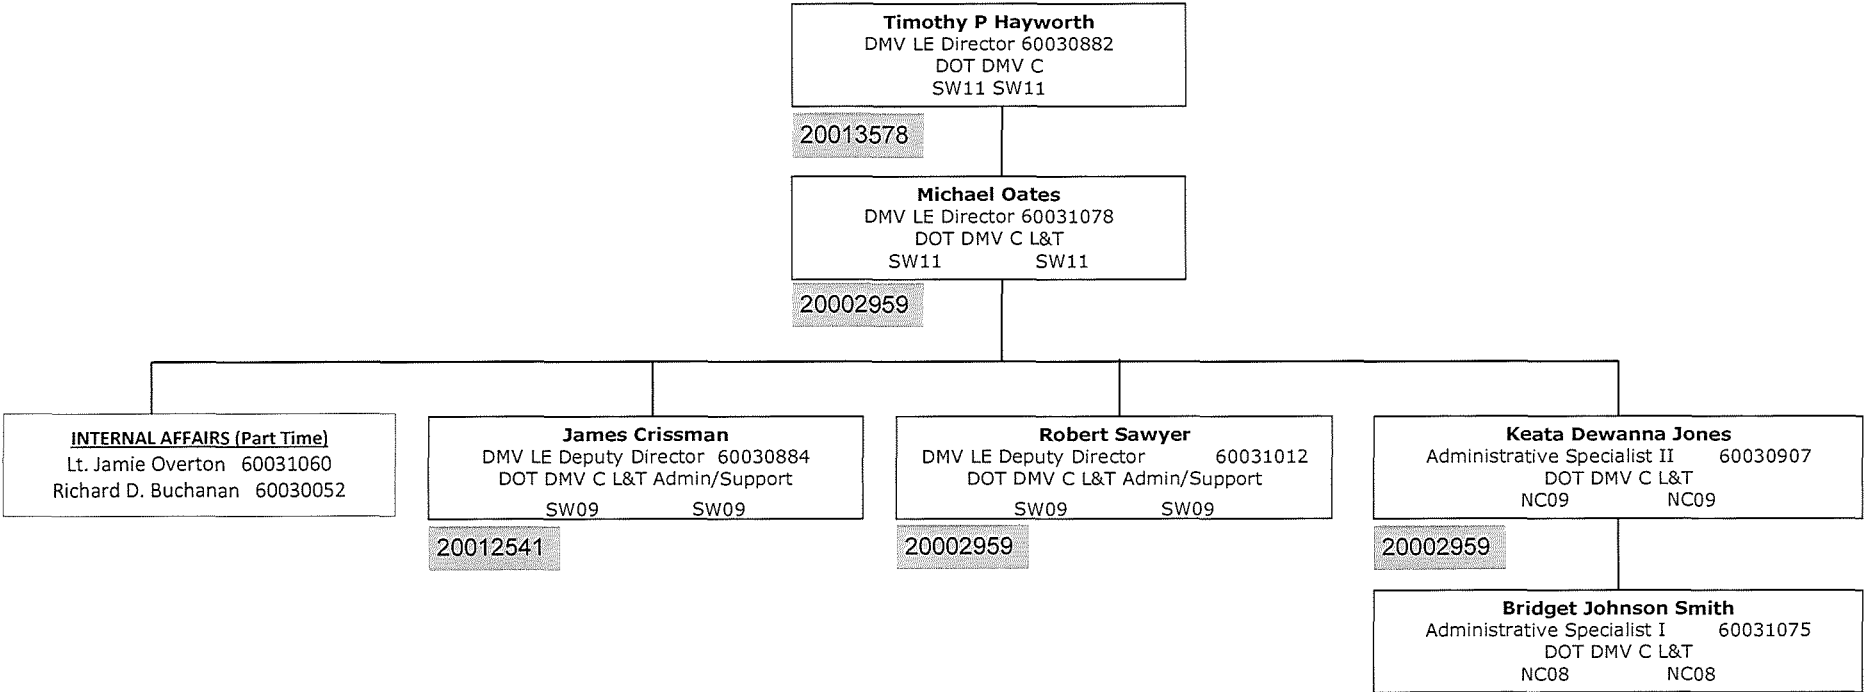 Timothy P Hayworth
DMV LE Director 60030882
DOT DMV C
SW11 SW11
20013578
Michael Oates
DMV LE Director 60031078
DOT DMV C L&T
SW11 SW11
20002959
INTERNAL AFFAIRS (Part Time)
Lt. Jamie Overton 60031060
Richard D. Buchanan 60030052
James Crissman
DMV LE Deputy Director 60030884
DOT DMV C L&T Admin/Support
SW09 SW09
20012541
Robert Sawyer
DMV LE Deputy Director 60031012
DOT DMV C L&T Admin/Support
SW09 SW09
20002959
Keata Dewanna Jones
Administrative Specialist II 60030907
DOT DMV C L&T
NC09 NC09
20002959
Bridget Johnson Smith
Administrative Specialist I 60031075
DOT DMV C L&T
NC08 NC08